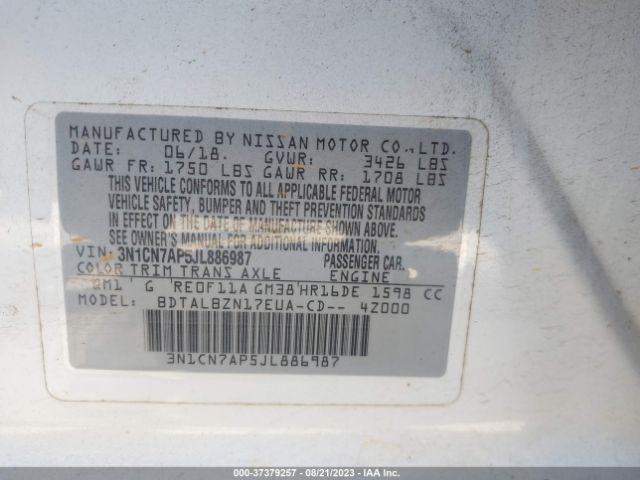 MANUFACTURED BY NISSAN MOTOR CO., LTD.
DATE: 06/18. GVWR: 3426 LBS
GAWR FR: 1750 LBS GAWR RR: 1708 LBS
THIS VEHICLE CONFORMS TO ALL APPLICABLE FEDERAL MOTOR
VEHICLE SAFETY, BUMPER AND THEFT PREVENTION STANDARDS
IN EFFECT ON THE DATE OF MANUFACTURE SHOWN ABOVE.
SEE OWNER'S MANUAL FOR ADDITIONAL INFORMATION.
VIN: 3N1CN7AP5JL886987 PASSENGER CAR.
COLOR TRIM TRANS AXLE ENGINE
QM1 G RE0F11A GM38 HR16DE 1598 CC
MODEL: BDTALBZN17EUA-CD-- 4Z000
3N1CN7AP5JL886987
000-37379257 - 08/21/2023 - IAA Inc.